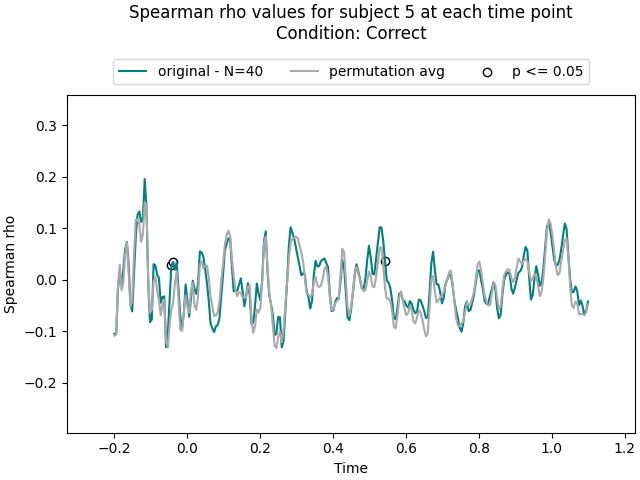 Spearman rho values for subject 5 at each time point
Condition: Correct
original - N=40 permutation avg p <= 0.05
Spearman rho
0.3
0.2
0.1
0.0
−0.1
−0.2
−0.2 0.0 0.2 0.4 0.6 0.8 1.0 1.2
Time